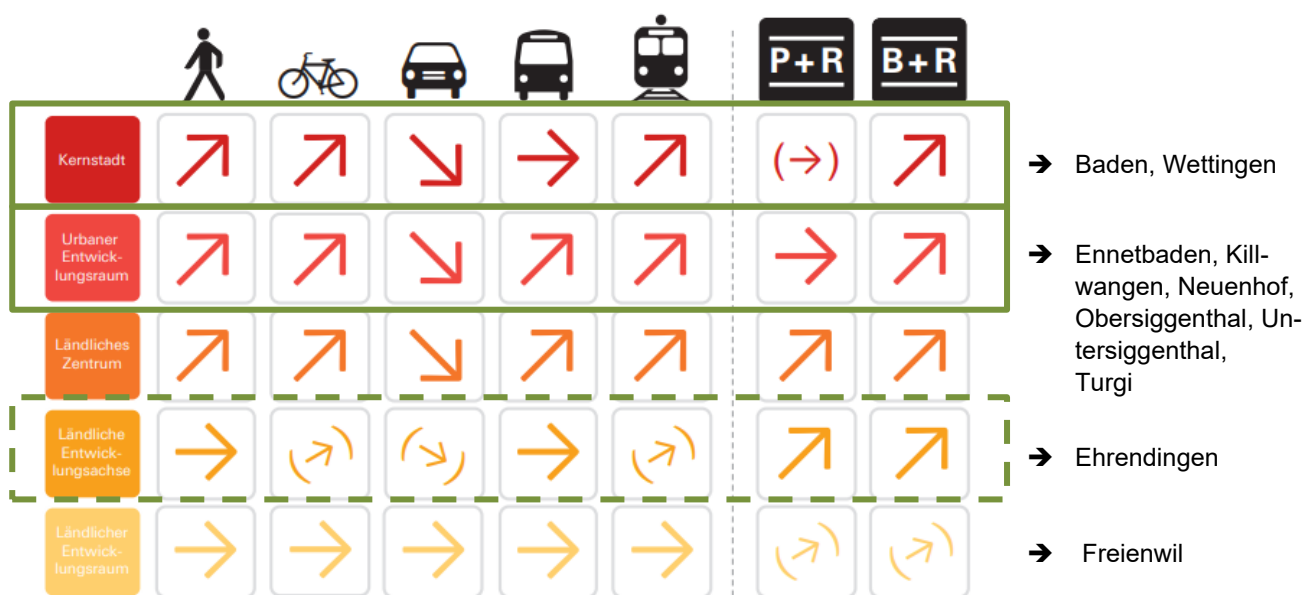 P+R B+R
Kernstadt
➔ Baden, Wettingen
Urbaner
Entwick-
lungsraum
➔ Ennetbaden, Kill-
wangen, Neuenhof,
Obersiggenthal, Un-
tersiggenthal,
Turgi
Ländliches
Zentrum
Ländliche
Entwick-
lungsachse
➔ Ehrendingen
Ländlicher
Entwick-
lungsraum
➔ Freienwil